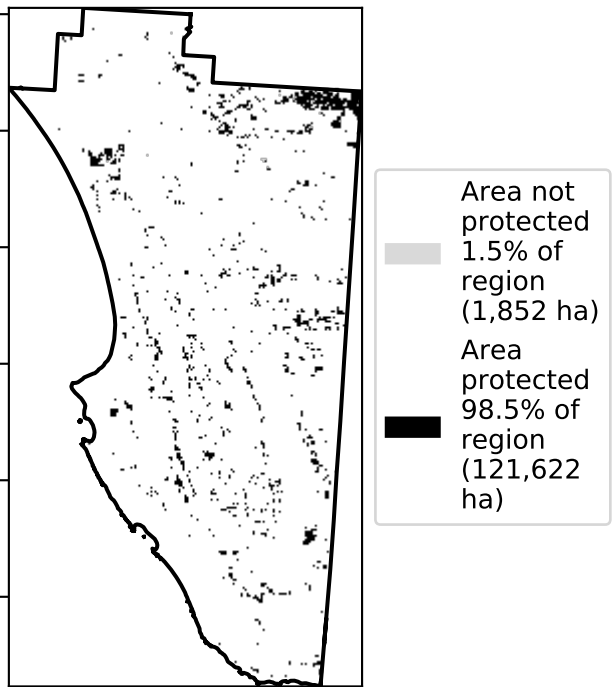 Area not
protected
1.5% of
region
(1,852 ha)
Area
protected
98.5% of
region
(121,622
ha)